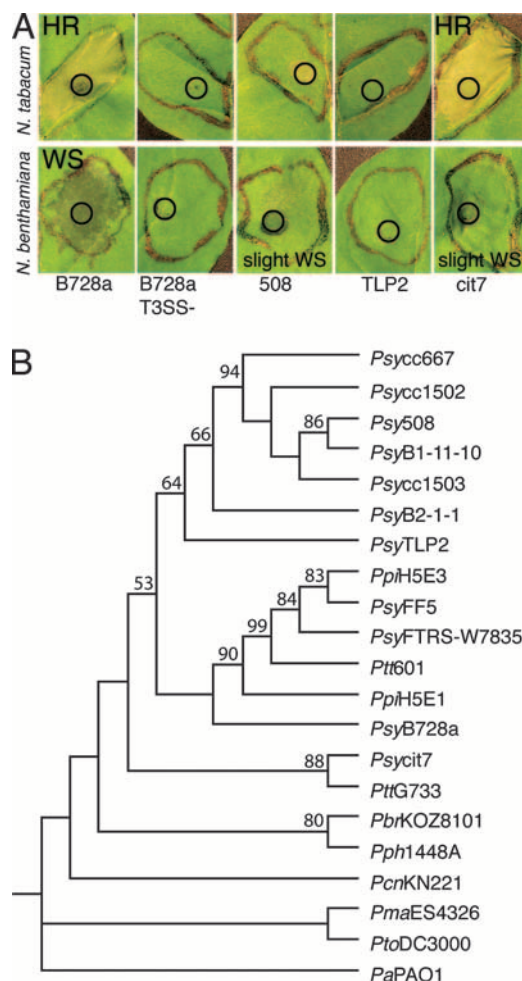 A
HR
HR
N. tabacum
WS
slight WS
slight WS
N. benthamiana
B728a
B728a
T3SS-
508
TLP2
cit7
B
94
Psycc667
Psycc1502
86
Psy508
66
PsyB1-11-10
Psycc1503
64
PsyB2-1-1
PsyTLP2
83
PpiH5E3
53
84
PsyFF5
99
PsyFTRS-W7835
90
Ptt601
PpiH5E1
PsyB728a
88
Psycit7
PttG733
80
PbrKOZ8101
Pph1448A
PcnKN221
PmaES4326
PtoDC3000
PaPAO1